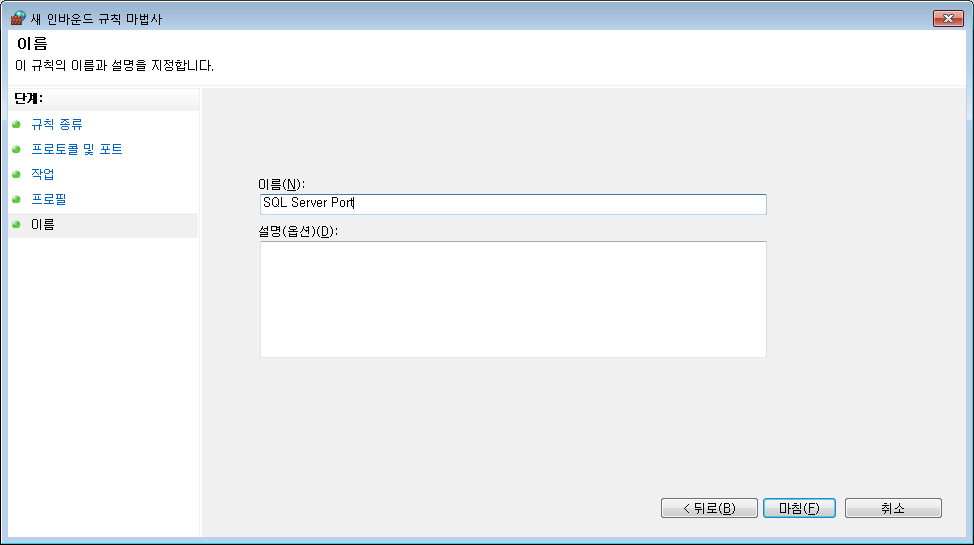 새 인바운드 규칙 마법사
이름
이 규칙의 이름과 설명을 지정합니다.
단계:
규칙 종류
프로토콜 및 포트
작업
프로필
이름
이름(N):
SQL Server Port
설명(옵션)(D):
< 뒤로(B)
마침(F)
취소